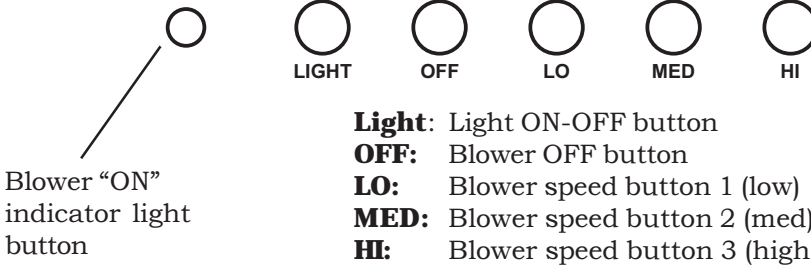 LIGHT OFF LO MED HI
Light: Light ON-OFF button
OFF: Blower OFF button
LO: Blower speed button 1 (low)
MED: Blower speed button 2 (med)
HI: Blower speed button 3 (high
Blower “ON”
indicator light
button